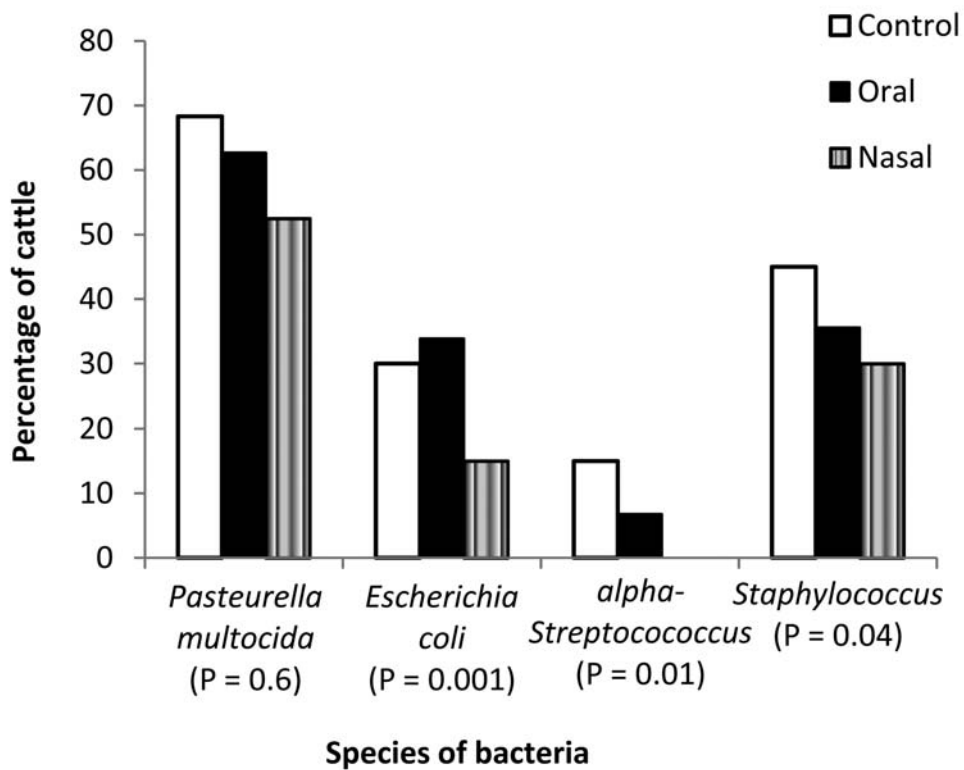 80
70
60
50
40
30
20
10
0
Percentage of cattle
Control
Oral
Nasal
Pasteurella
multocida
(P = 0.6)
Escherichia
coli
(P = 0.001)
alpha-
Streptocococcus
(P = 0.01)
Staphylococcus
(P = 0.04)
Species of bacteria